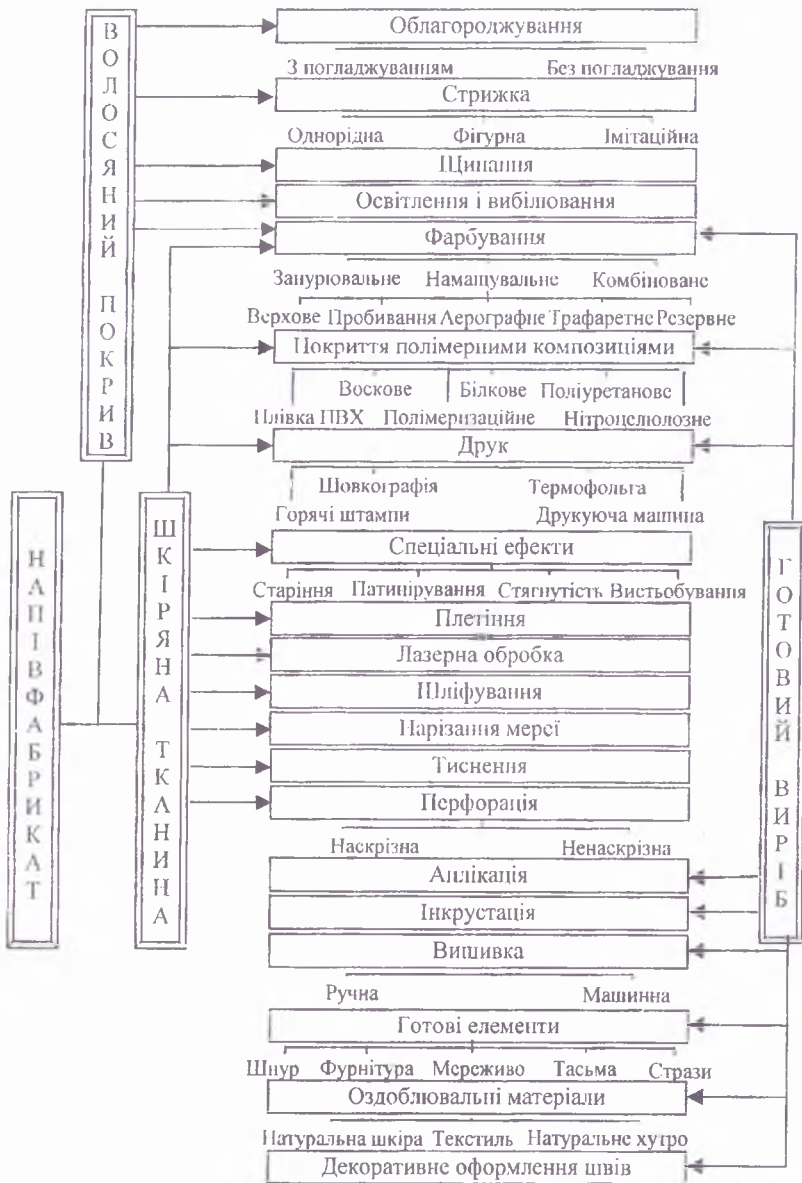 Облагороджування
З погладжуванням Без погладжування
Стрижка
Однорідна Фігурна Імітаційна
Щипання
Освітлення і вибілювання
Фарбування
Занурювальне Намащувальне Комбіноване
Верхове Пробивання Аерографне Трафаретне Резервне
Покриття полімерними композиціями
Воскове Білкове Поліуретанове
Плівка ПВХ Полімеризаційне Нітроцелюлозне
Друк
Шовкографія Термофольга
Горячі штампи Друкуюча машина
Спеціальні ефекти
Старіння Патинірування Стягнутість Вистьобування
Плетіння
Лазерна обробка
Шліфування
Нарізання мереї
Тиснення
Перфорація
Наскрізна Ненаскрізна
Аплікація
Інкрустація
Вишивка
Ручна Машинна
Готові елементи
Шнур Фурнітура Мереживо Тасьма Стрази
Оздоблювальні матеріали
Натуральна шкіра Текстиль Натуральне хутро
Декоративне оформлення швів
ВОЛОСЯНИЙ ПОКРИВ
НАПІВФАБРИКАТ
ШКІРЯНА ТКАНИНА
ГОТОВИЙ ВИРІБ